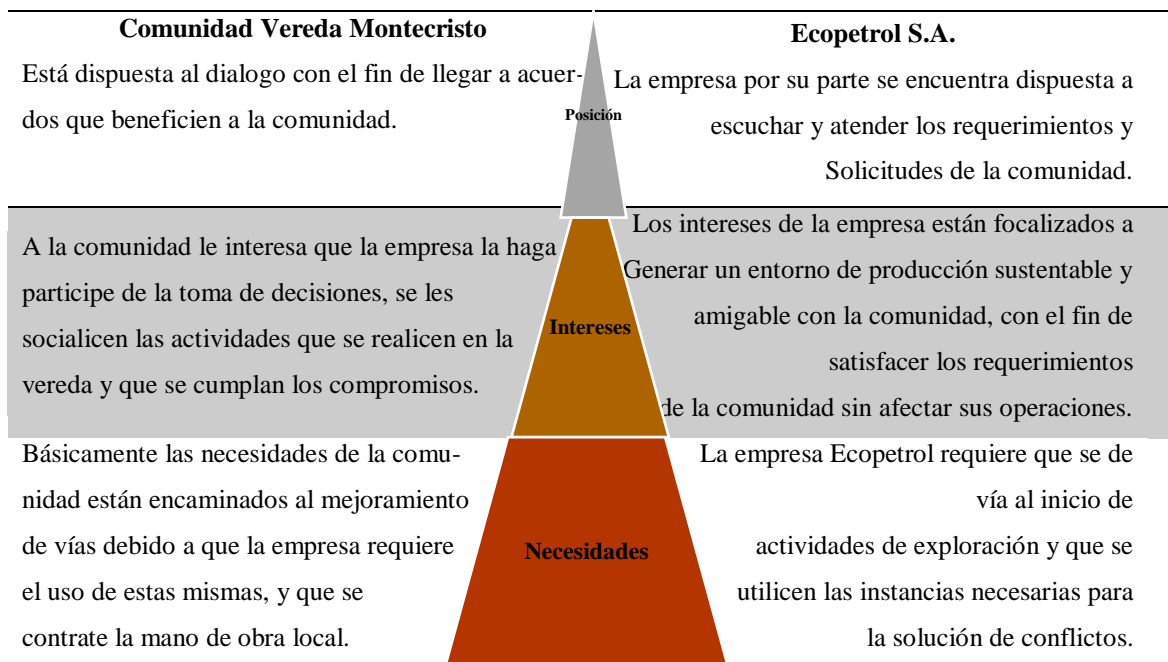 Comunidad Vereda Montecristo
Está dispuesta al dialogo con el fin de llegar a acuer-
dos que beneficien a la comunidad.
Posición
Ecopetrol S.A.
La empresa por su parte se encuentra dispuesta a
escuchar y atender los requerimientos y
Solicitudes de la comunidad.
A la comunidad le interesa que la empresa la haga
participe de la toma de decisiones, se les
socialicen las actividades que se realicen en la
vereda y que se cumplan los compromisos.
Intereses
Los intereses de la empresa están focalizados a
Generar un entorno de producción sustentable y
amigable con la comunidad, con el fin de
satisfacer los requerimientos
de la comunidad sin afectar sus operaciones.
Básicamente las necesidades de la comu-
nidad están encaminados al mejoramiento
de vías debido a que la empresa requiere
el uso de estas mismas, y que se
contrate la mano de obra local.
Necesidades
La empresa Ecopetrol requiere que se de
vía al inicio de
actividades de exploración y que se
utilicen las instancias necesarias para
la solución de conflictos.